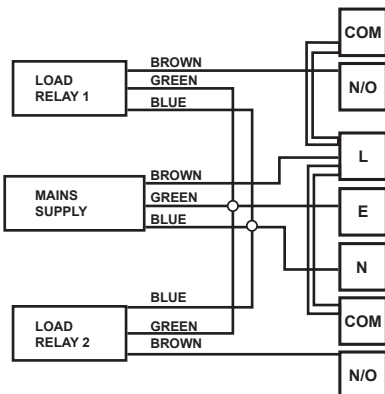 COM
BROWN
LOAD
RELAY 1
GREEN
N/O
BLUE
L
BROWN
MAINS
SUPPLY
GREEN
E
BLUE
N
BLUE
COM
LOAD
RELAY 2
GREEN
BROWN
N/O